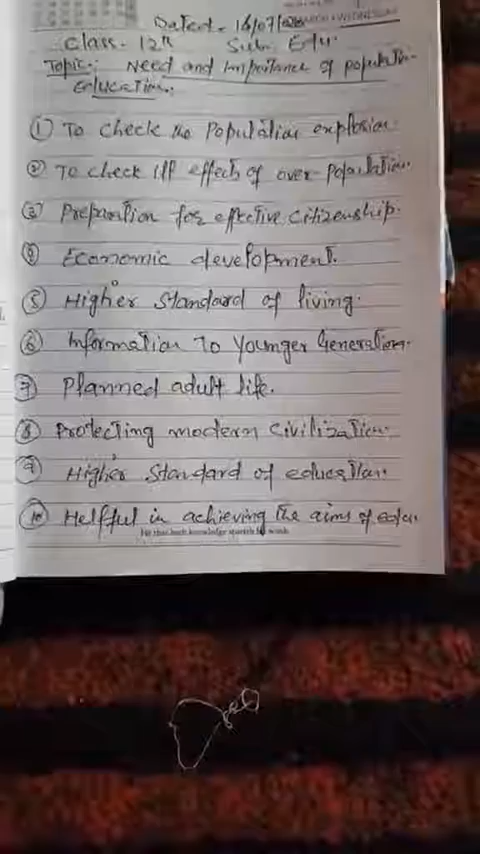 Dated - 16/07/2020
WEDNESDAY
Class - 12th Sub: Edu.
Topic: Need and Importance of population
Education.
① To check the Population explosion.
② To check ill effects of over-population.
③ Preparation for effective citizenship.
④ Economic development.
⑤ Higher Standard of living.
⑥ Information to Younger Generation.
⑦ Planned adult life.
⑧ Protecting modern civilization.
⑨ Higher Standard of education.
⑩ Helpful in achieving the aims of edu.